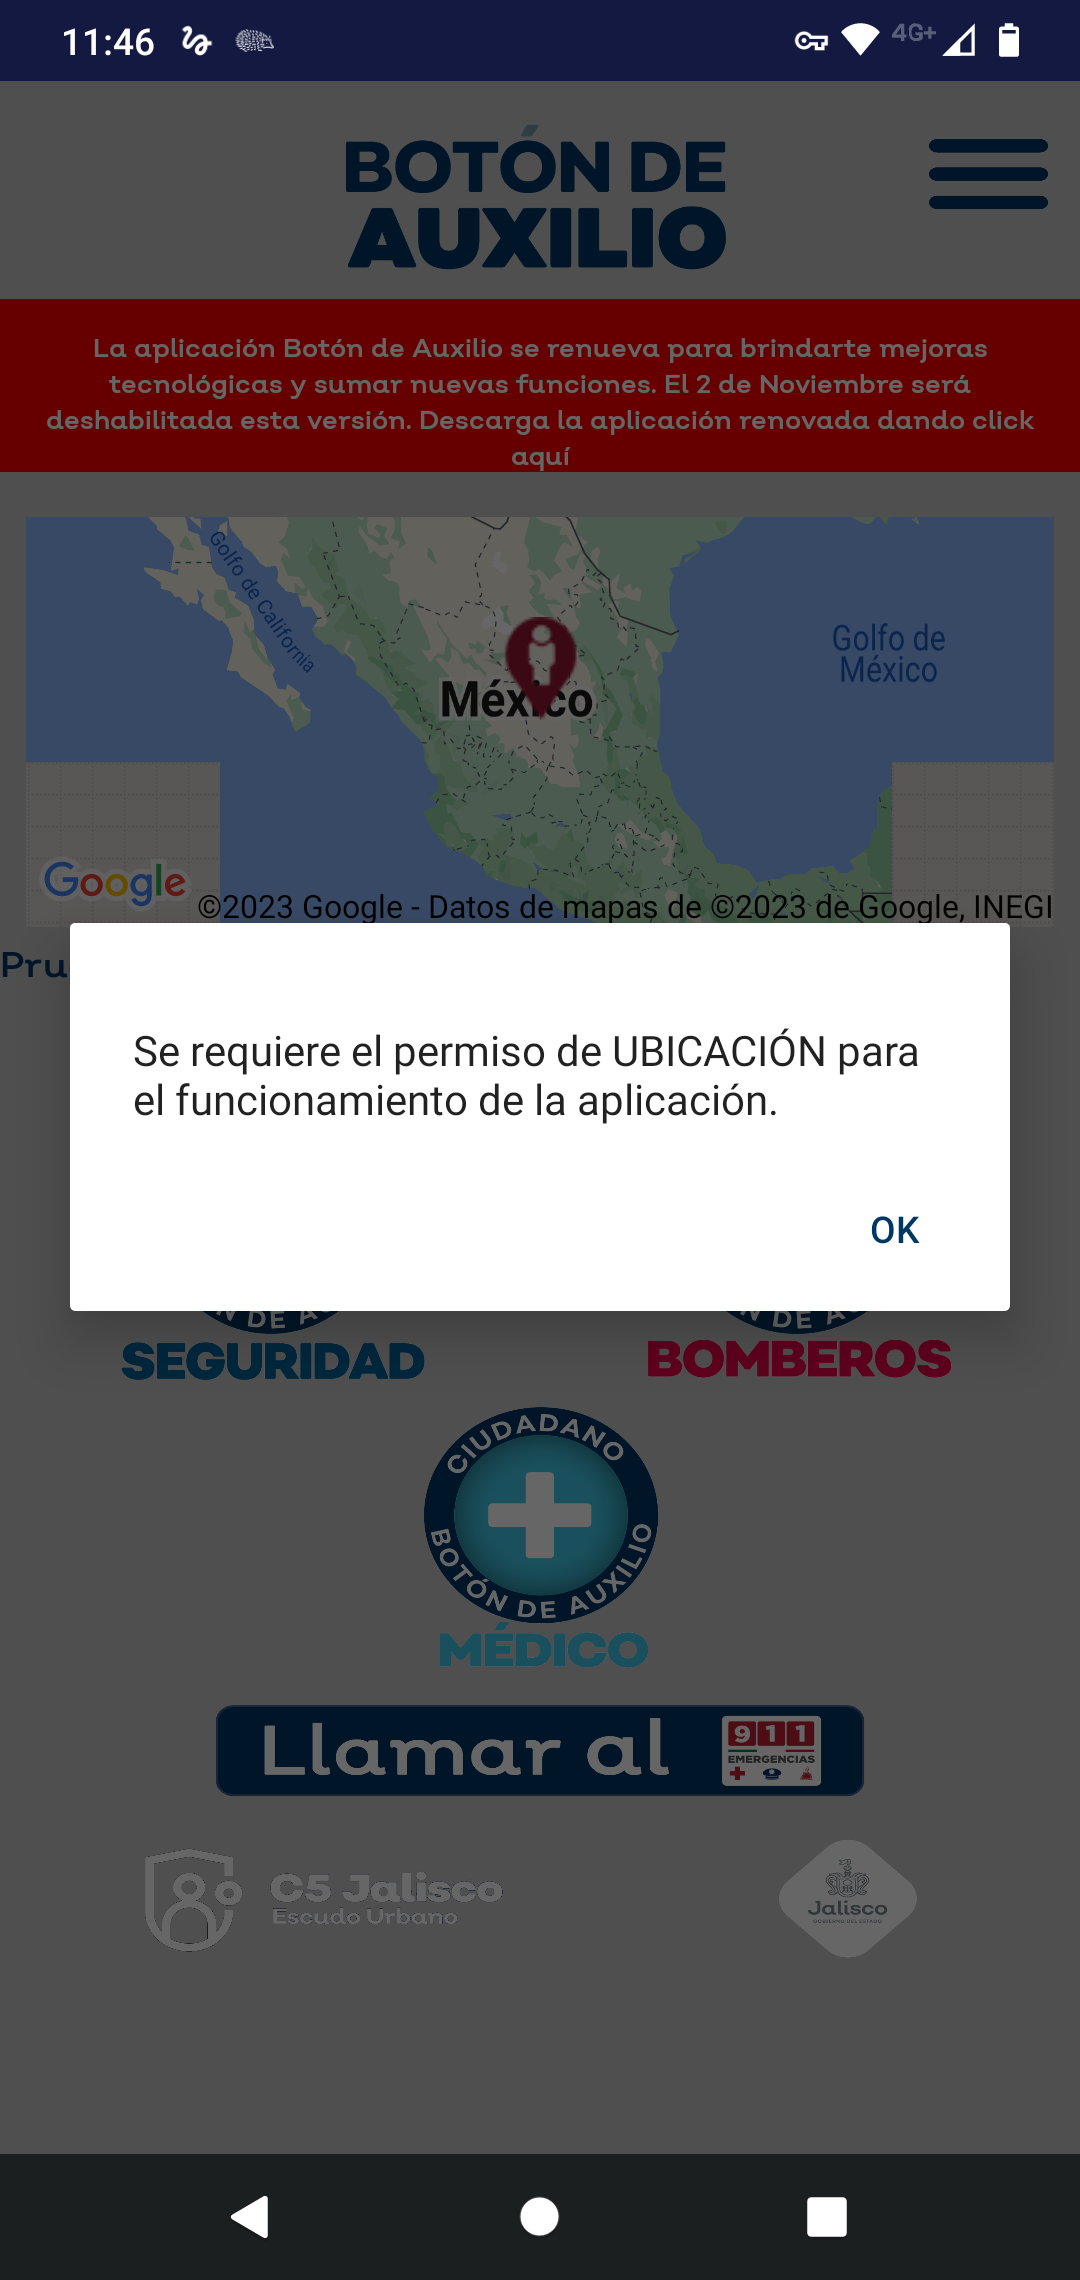 11:46
4G+
BOTÓN DE
AUXILIO
La aplicación Botón de Auxilio se renueva para brindarte mejoras
tecnológicas y sumar nuevas funciones. El 2 de Noviembre será
deshabilitada esta versión. Descarga la aplicación renovada dando click
aquí
Golfo de California
Golfo de
México
México
Google
©2023 Google - Datos de mapas de ©2023 de Google, INEGI
Pru
Se requiere el permiso de UBICACIÓN para
el funcionamiento de la aplicación.
OK
SEGURIDAD
BOMBEROS
CIUDADANO
BOTÓN DE AUXILIO
MÉDICO
Llamar al
911
EMERGENCIAS
C5 Jalisco
Escudo Urbano
Jalisco
GOBIERNO DEL ESTADO